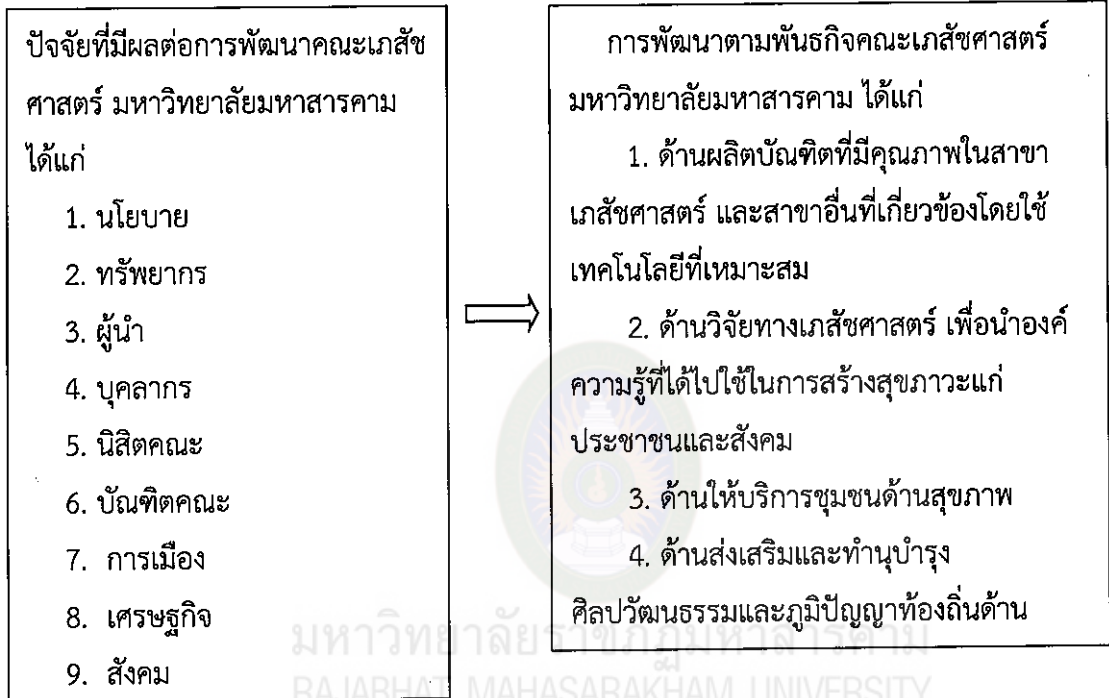 ปัจจัยที่มีผลต่อการพัฒนาคณะเภสัช
ศาสตร์ มหาวิทยาลัยมหาสารคาม
ได้แก่
1. นโยบาย
2. ทรัพยากร
3. ผู้นำ
4. บุคลากร
5. นิสิตคณะ
6. บัณฑิตคณะ
7. การเมือง
8. เศรษฐกิจ
9. สังคม
การพัฒนาตามพันธกิจคณะเภสัชศาสตร์
มหาวิทยาลัยมหาสารคาม ได้แก่
1. ด้านผลิตบัณฑิตที่มีคุณภาพในสาขา
เภสัชศาสตร์ และสาขาอื่นที่เกี่ยวข้องโดยใช้
เทคโนโลยีที่เหมาะสม
2. ด้านวิจัยทางเภสัชศาสตร์ เพื่อนำองค์
ความรู้ที่ได้ไปใช้ในการสร้างสุขภาวะแก่
ประชาชนและสังคม
3. ด้านให้บริการชุมชนด้านสุขภาพ
4. ด้านส่งเสริมและทำนุบำรุง
ศิลปวัฒนธรรมและภูมิปัญญาท้องถิ่นด้าน
มหาวิทยาลัยราชภัฏมหาสารคาม
RAJABHAT MAHASARAKHAM UNIVERSITY